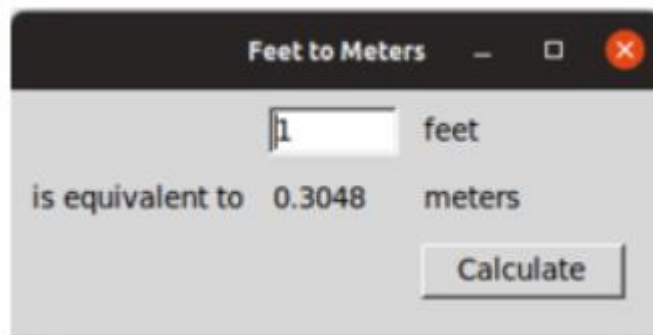 Feet to Meters
1 feet
is equivalent to 0.3048 meters
Calculate